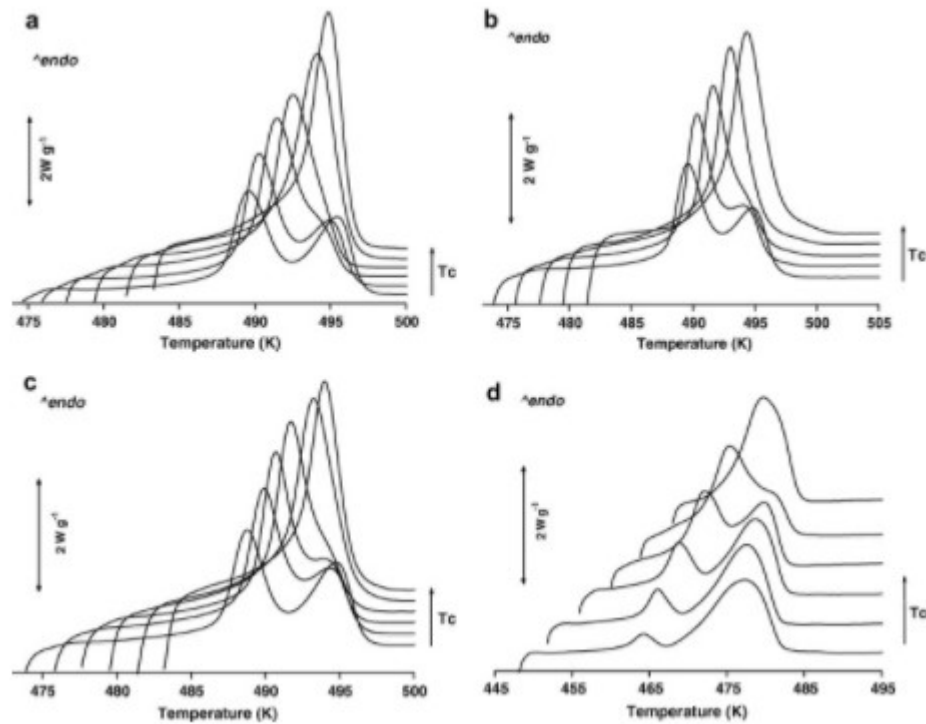 a
^endo
2W g-1
Tc
475 480 485 490 495 500
Temperature (K)
b
^endo
2 W g-1
Tc
475 480 485 490 495 500 505
Temperature (K)
c
^endo
2 W g-1
Tc
475 480 485 490 495 500
Temperature (K)
d
^endo
2 W g-1
Tc
445 455 465 475 485 495
Temperature (K)